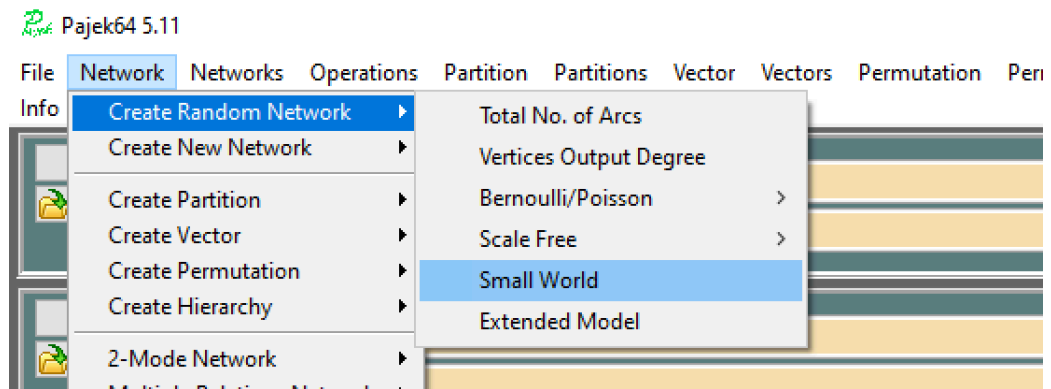 Pajek64 5.11
File Network Networks Operations Partition Partitions Vector Vectors Permutation
Info
Create Random Network
Create New Network
Create Partition
Create Vector
Create Permutation
Create Hierarchy
2-Mode Network
Total No. of Arcs
Vertices Output Degree
Bernoulli/Poisson
Scale Free
Small World
Extended Model